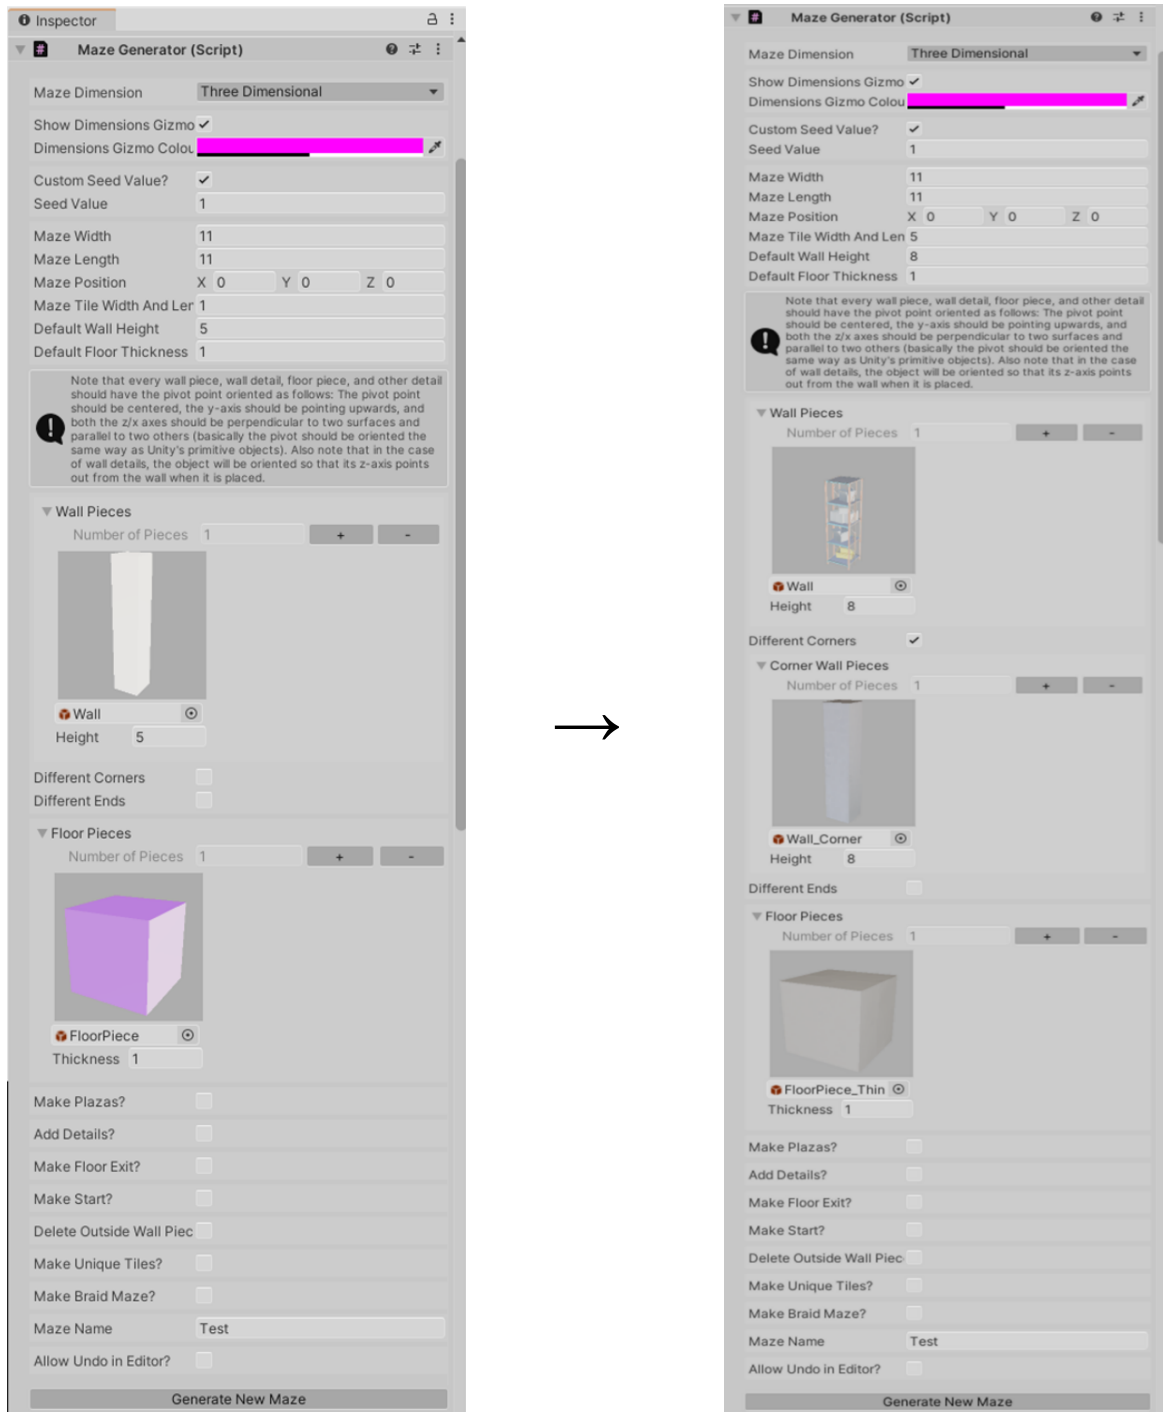 Inspector
Maze Generator (Script)
Maze Dimension Three Dimensional
Show Dimensions Gizmo
Dimensions Gizmo Colou
Custom Seed Value?
Seed Value 1
Maze Width 11
Maze Length 11
Maze Position X 0 Y 0 Z 0
Maze Tile Width And Ler 1
Default Wall Height 5
Default Floor Thickness 1
Note that every wall piece, wall detail, floor piece, and other detail
should have the pivot point oriented as follows: The pivot point
should be centered, the y-axis should be pointing upwards, and
both the z/x axes should be perpendicular to two surfaces and
parallel to two others (basically the pivot should be oriented the
same way as Unity's primitive objects). Also note that in the case
of wall details, the object will be oriented so that its z-axis points
out from the wall when it is placed.
Wall Pieces
Number of Pieces 1 + -
Wall
Height 5
Different Corners
Different Ends
Floor Pieces
Number of Pieces 1 + -
FloorPiece
Thickness 1
Make Plazas?
Add Details?
Make Floor Exit?
Make Start?
Delete Outside Wall Piec
Make Unique Tiles?
Make Braid Maze?
Maze Name Test
Allow Undo in Editor?
Generate New Maze
→
Maze Generator (Script)
Maze Dimension Three Dimensional
Show Dimensions Gizmo
Dimensions Gizmo Colou
Custom Seed Value?
Seed Value 1
Maze Width 11
Maze Length 11
Maze Position X 0 Y 0 Z 0
Maze Tile Width And Len 5
Default Wall Height 8
Default Floor Thickness 1
Note that every wall piece, wall detail, floor piece, and other detail
should have the pivot point oriented as follows: The pivot point
should be centered, the y-axis should be pointing upwards, and
both the z/x axes should be perpendicular to two surfaces and
parallel to two others (basically the pivot should be oriented the
same way as Unity's primitive objects). Also note that in the case
of wall details, the object will be oriented so that its z-axis points
out from the wall when it is placed.
Wall Pieces
Number of Pieces 1 + -
Wall
Height 8
Different Corners
Corner Wall Pieces
Number of Pieces 1 + -
Wall_Corner
Height 8
Different Ends
Floor Pieces
Number of Pieces 1 + -
FloorPiece_Thin
Thickness 1
Make Plazas?
Add Details?
Make Floor Exit?
Make Start?
Delete Outside Wall Piec
Make Unique Tiles?
Make Braid Maze?
Maze Name Test
Allow Undo in Editor?
Generate New Maze